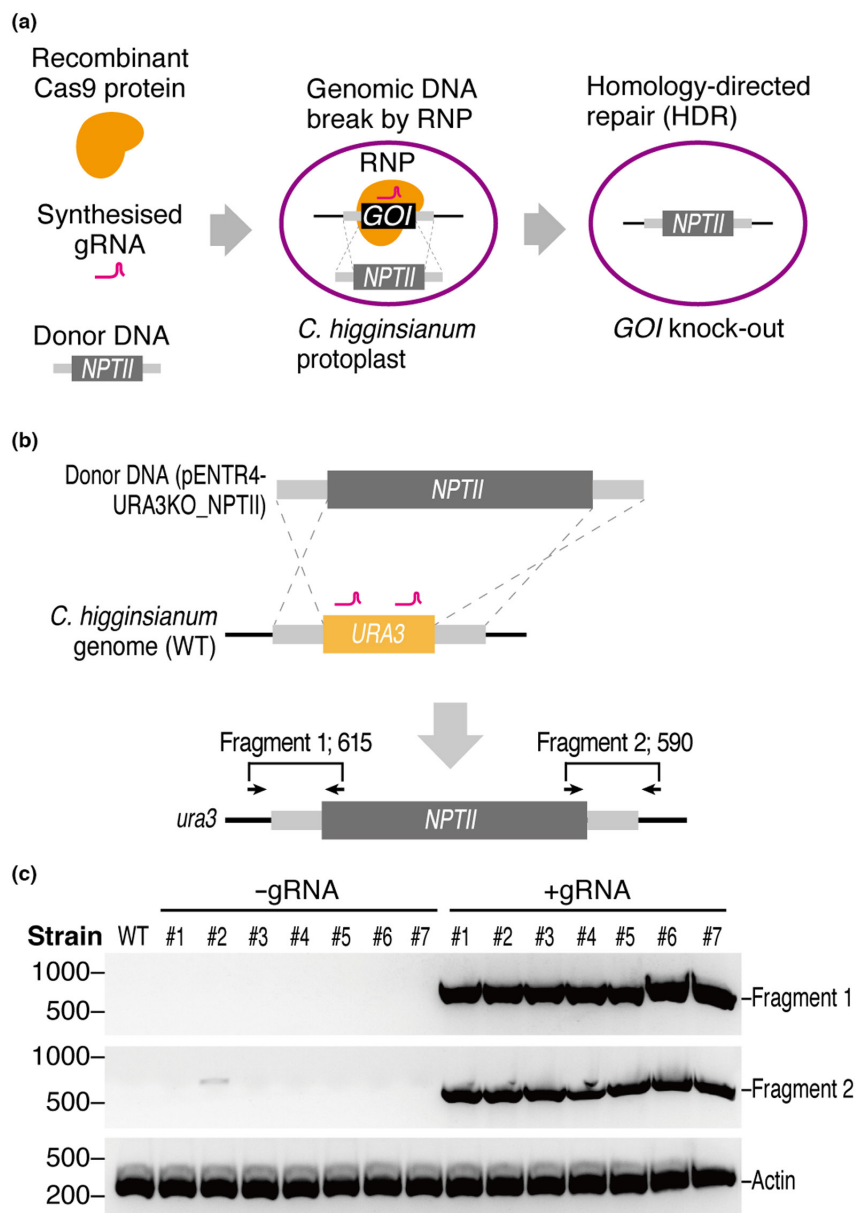 (a)
Recombinant
Cas9 protein
Synthesised
gRNA
Donor DNA
NPTII
Genomic DNA
break by RNP
RNP
GOI
NPTII
C. higginsianum
protoplast
Homology-directed
repair (HDR)
NPTII
GOI knock-out
(b)
Donor DNA (pENTR4-
URA3KO_NPTII)
NPTII
C. higginsianum
genome (WT)
URA3
Fragment 1; 615
Fragment 2; 590
ura3
NPTII
(c)
–gRNA
+gRNA
Strain WT #1 #2 #3 #4 #5 #6 #7 #1 #2 #3 #4 #5 #6 #7
1000–
500–
–Fragment 1
1000–
500–
–Fragment 2
500–
200–
–Actin